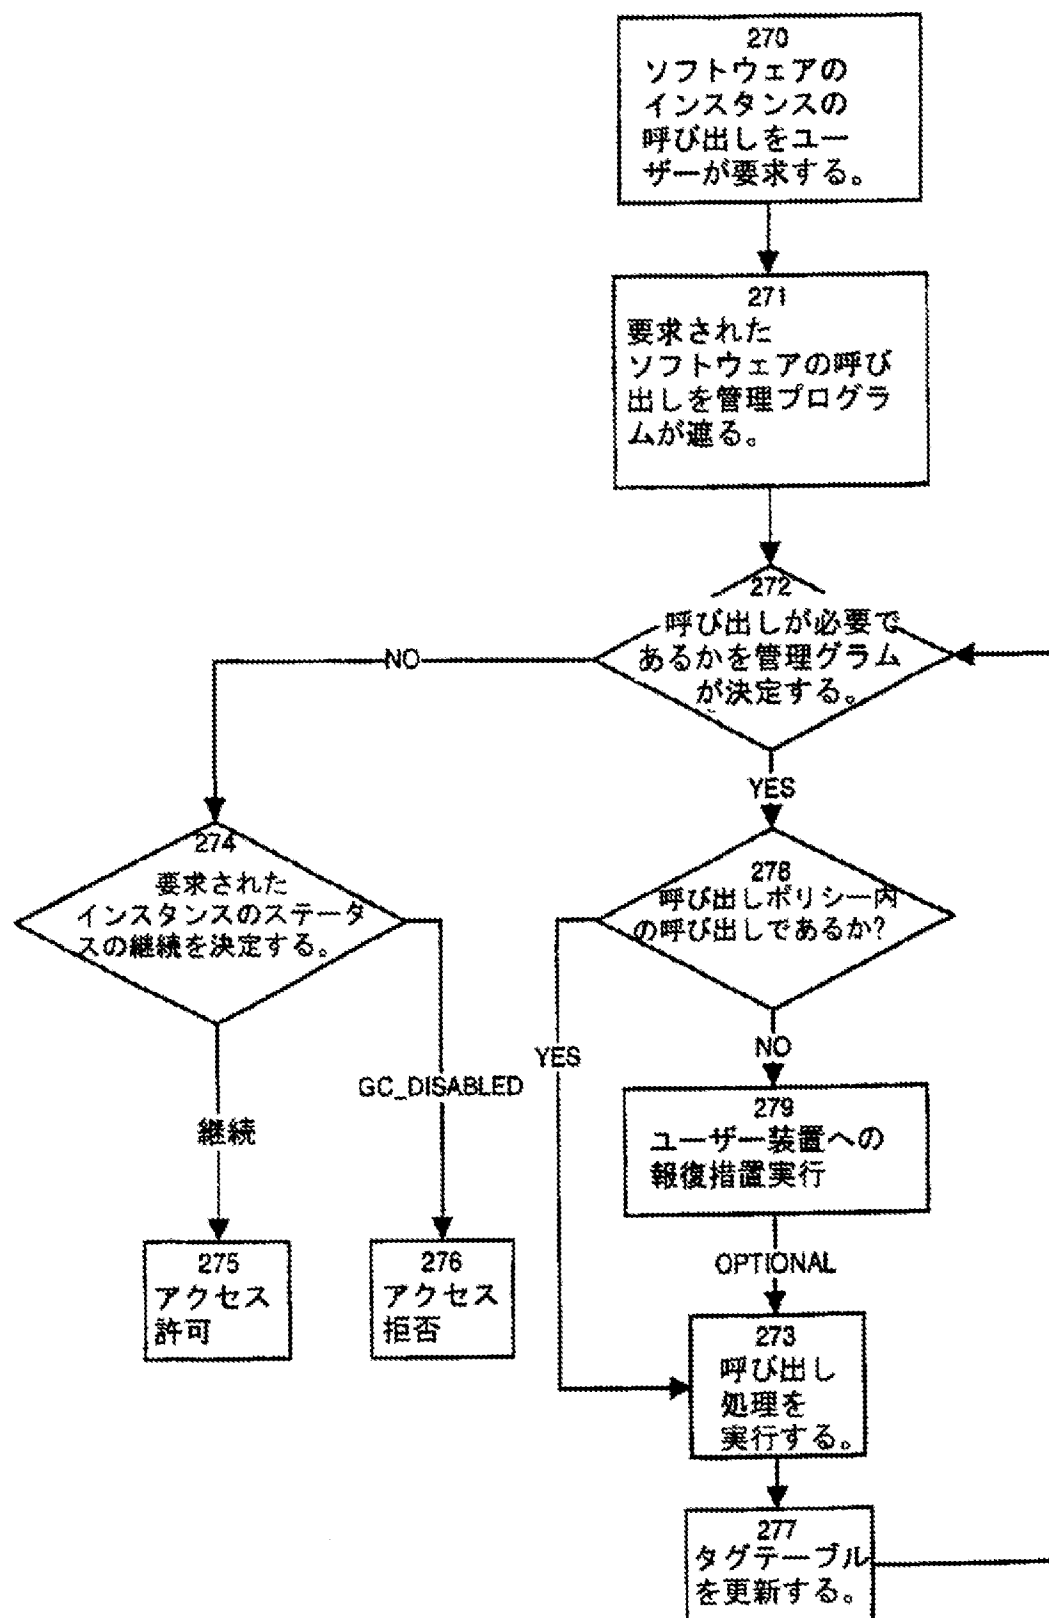 270
ソフトウェアの
インスタンスの
呼び出しをユー
ザーが要求する。
271
要求された
ソフトウェアの呼び
出しを管理プログラ
ムが遮る。
272
呼び出しが必要で
あるかを管理グラム
が決定する。
NO
YES
274
要求された
インスタンスのステータ
スの継続を決定する。
278
呼び出しポリシー内
の呼び出しであるか?
YES
NO
GC_DISABLED
継続
279
ユーザー装置への
報復措置実行
OPTIONAL
275
アクセス
許可
276
アクセス
拒否
273
呼び出し
処理を
実行する。
277
タグテーブル
を更新する。